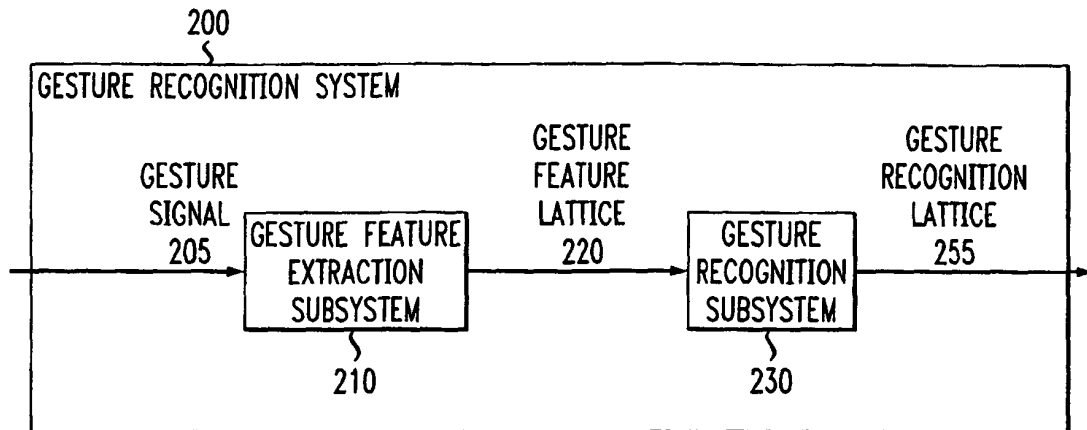 200
GESTURE RECOGNITION SYSTEM
GESTURE
SIGNAL
205
GESTURE FEATURE
EXTRACTION
SUBSYSTEM
210
GESTURE
FEATURE
LATTICE
220
GESTURE
RECOGNITION
SUBSYSTEM
230
GESTURE
RECOGNITION
LATTICE
255